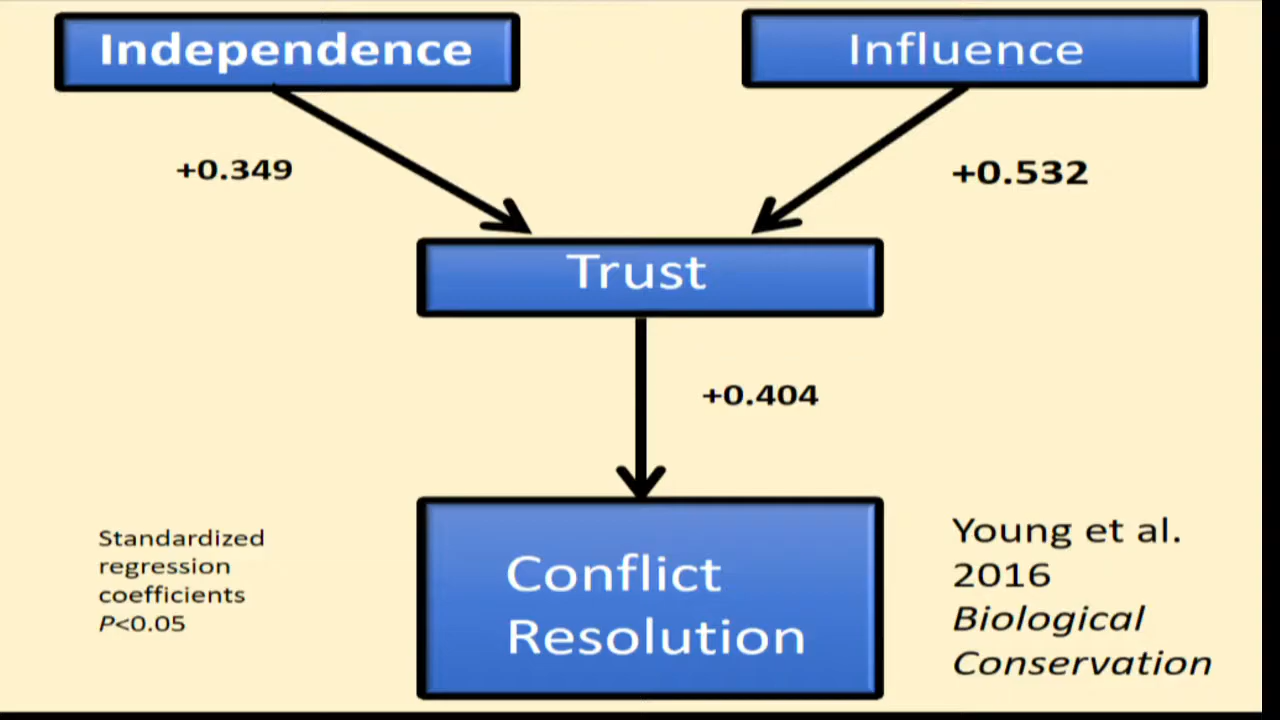 Independence
Influence
+0.349
+0.532
Trust
+0.404
Conflict
Resolution
Standardized
regression
coefficients
P<0.05
Young et al.
2016
Biological
Conservation